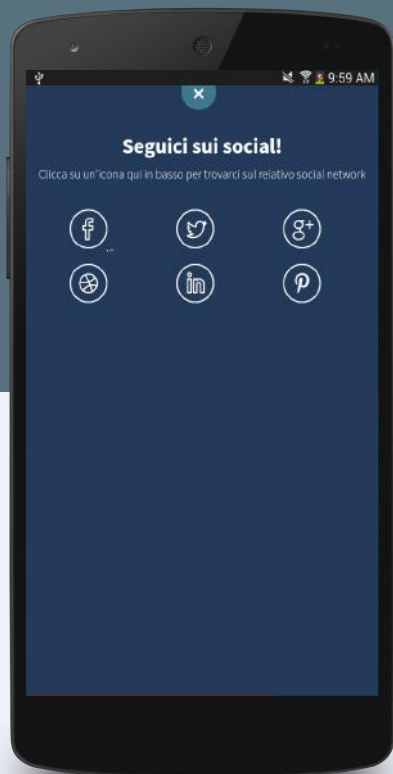 9:59 AM
Seguici sui social!
Clicca su un'icona qui in basso per trovarci sul relativo social network
f
g+
in